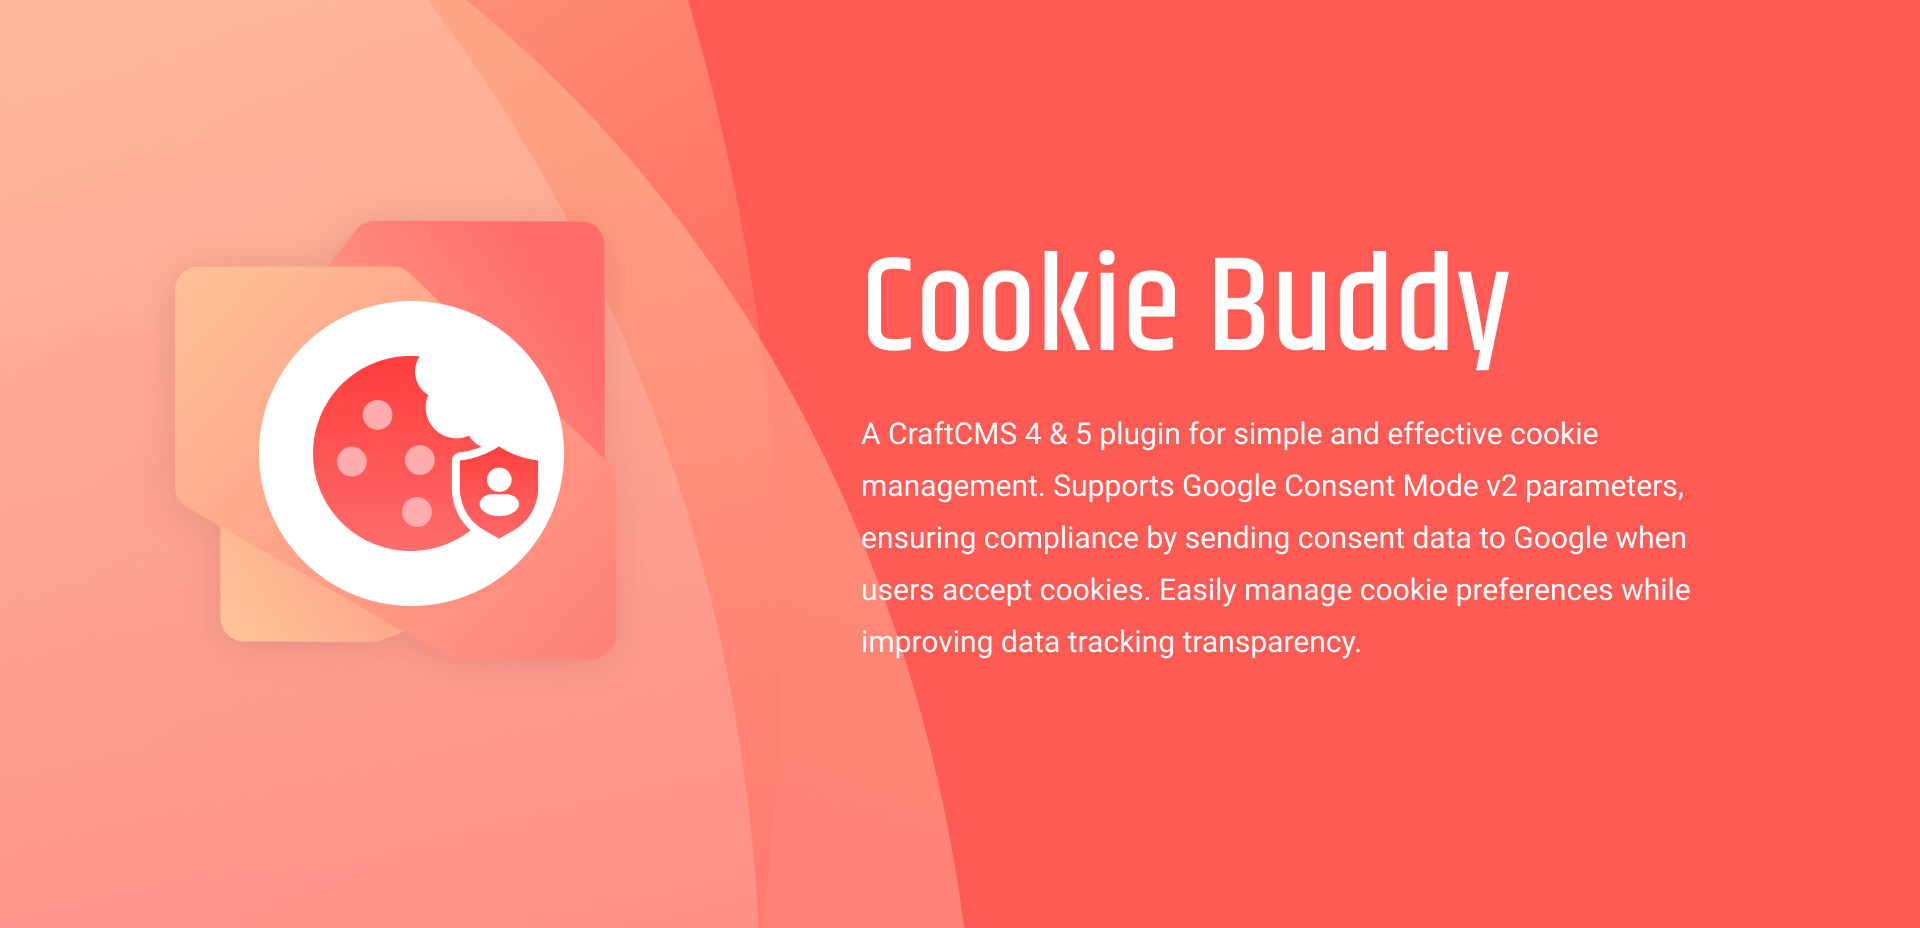 Cookie Buddy
A CraftCMS 4 & 5 plugin for simple and effective cookie
management. Supports Google Consent Mode v2 parameters,
ensuring compliance by sending consent data to Google when
users accept cookies. Easily manage cookie preferences while
improving data tracking transparency.